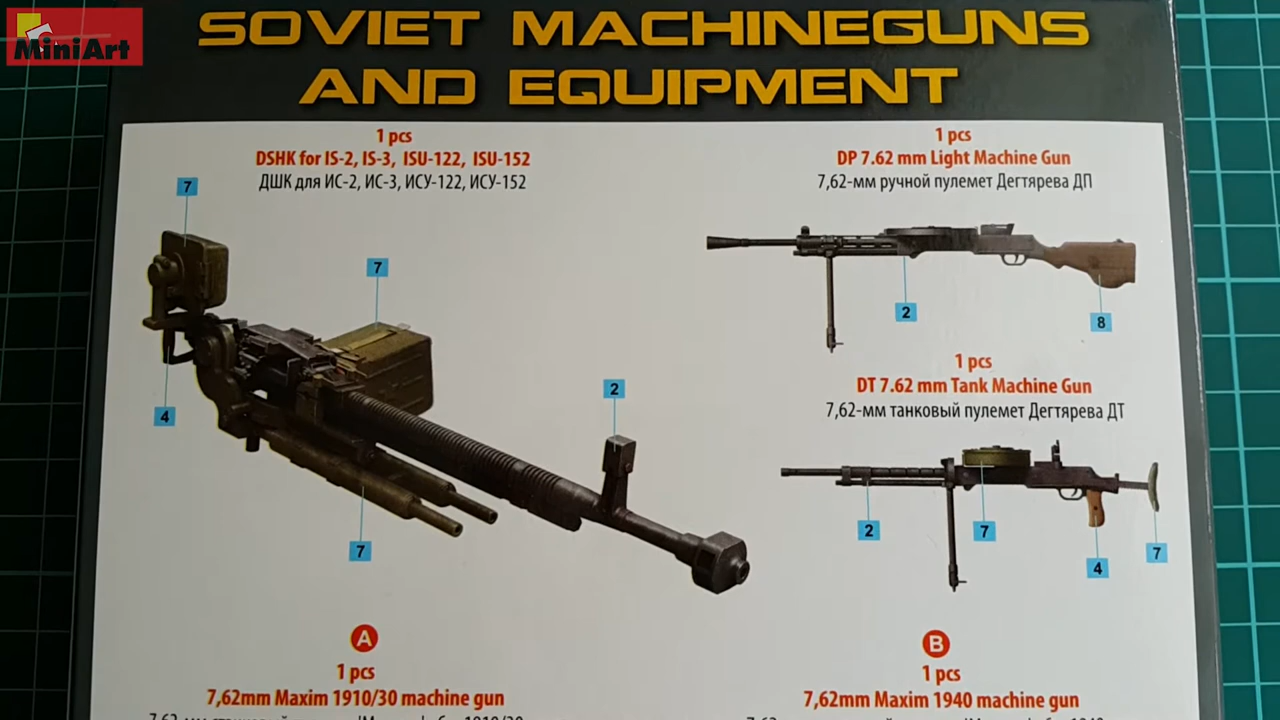 MiniArt
SOVIET MACHINEGUNS
AND EQUIPMENT
1 pcs
DSHK for IS-2, IS-3, ISU-122, ISU-152
ДШК для ИС-2, ИС-3, ИСУ-122, ИСУ-152
7
7
4
2
7
1 pcs
DP 7.62 mm Light Machine Gun
7,62-мм ручной пулемет Дегтярева ДП
2
8
1 pcs
DT 7.62 mm Tank Machine Gun
7,62-мм танковый пулемет Дегтярева ДТ
2
7
4
7
A
1 pcs
7,62mm Maxim 1910/30 machine gun
B
1 pcs
7,62mm Maxim 1940 machine gun